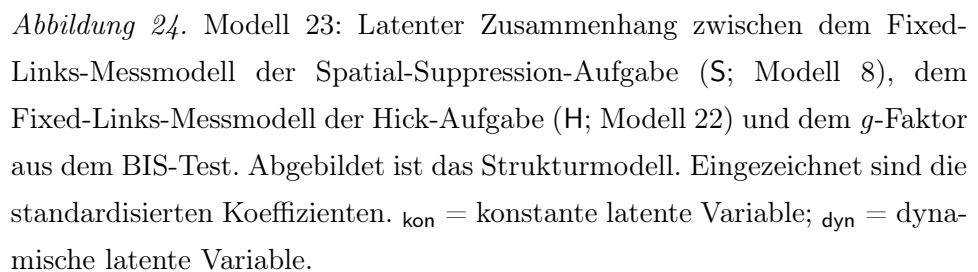 Abbildung 24. Modell 23: Latenter Zusammenhang zwischen dem Fixed-
Links-Messmodell der Spatial-Suppression-Aufgabe (S; Modell 8), dem
Fixed-Links-Messmodell der Hick-Aufgabe (H; Modell 22) und dem g-Faktor
aus dem BIS-Test. Abgebildet ist das Strukturmodell. Eingezeichnet sind die
standardisierten Koeffizienten. kon = konstante latente Variable; dyn = dyna-
mische latente Variable.